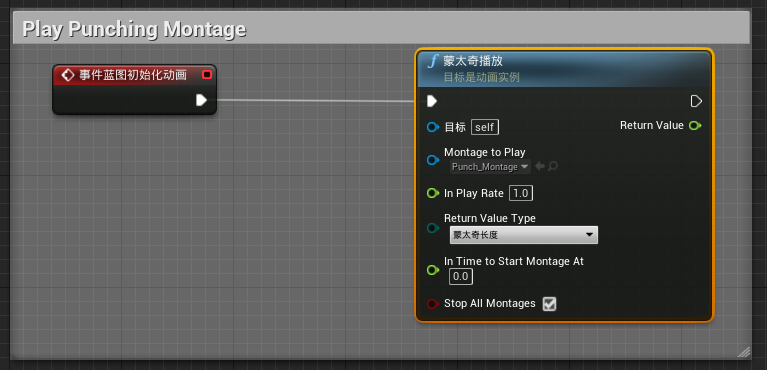 Play Punching Montage
事件蓝图初始化动画
f 蒙太奇播放
目标是动画实例
目标 self
Return Value
Montage to Play
Punch_Montage
In Play Rate 1.0
Return Value Type
蒙太奇长度
In Time to Start Montage At
0.0
Stop All Montages